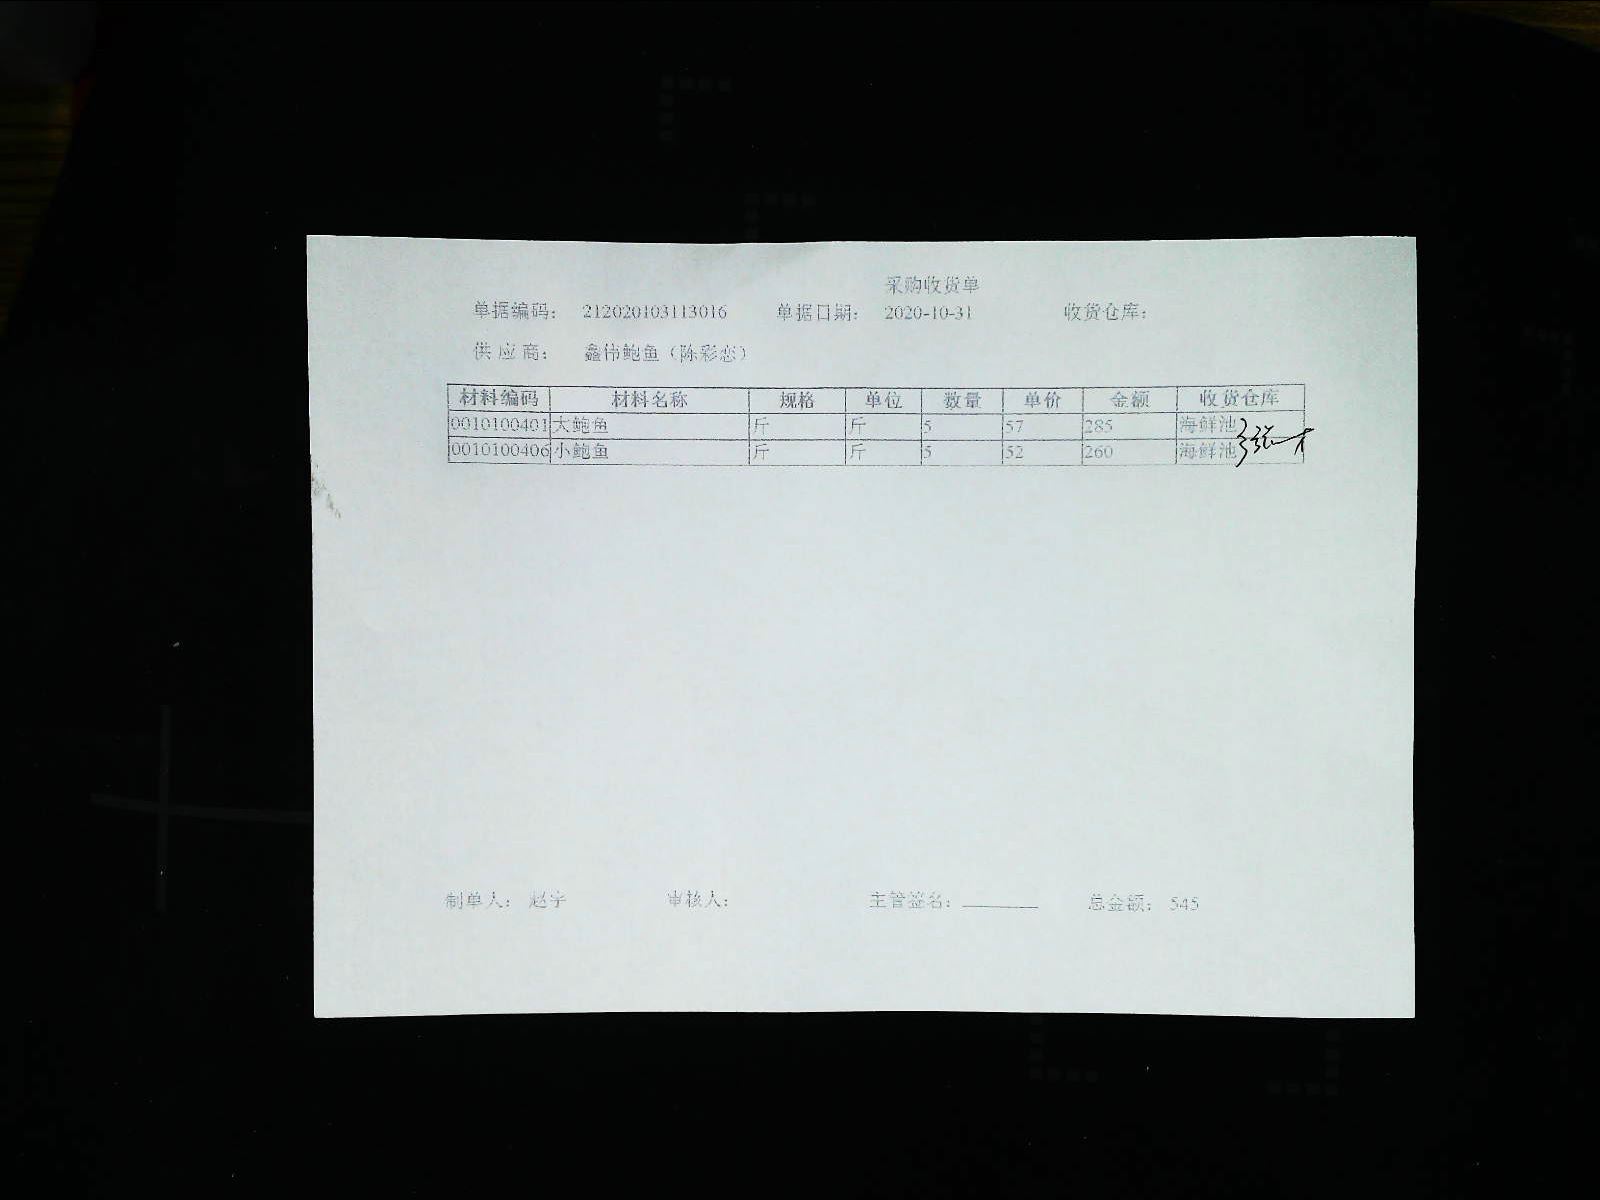 采购收货单
单据编码： 212020103113016 单据日期： 2020-10-31 收货仓库：
供应商： 鑫伟鲍鱼（陈彩恋）
材料编码 材料名称 规格 单位 数量 单价 金额 收货仓库
0010100401 大鲍鱼 斤 斤 5 57 285 海鲜池
0010100406 小鲍鱼 斤 斤 5 52 260 海鲜池
制单人： 赵宇 审核人： 主管签名： 总金额： 545